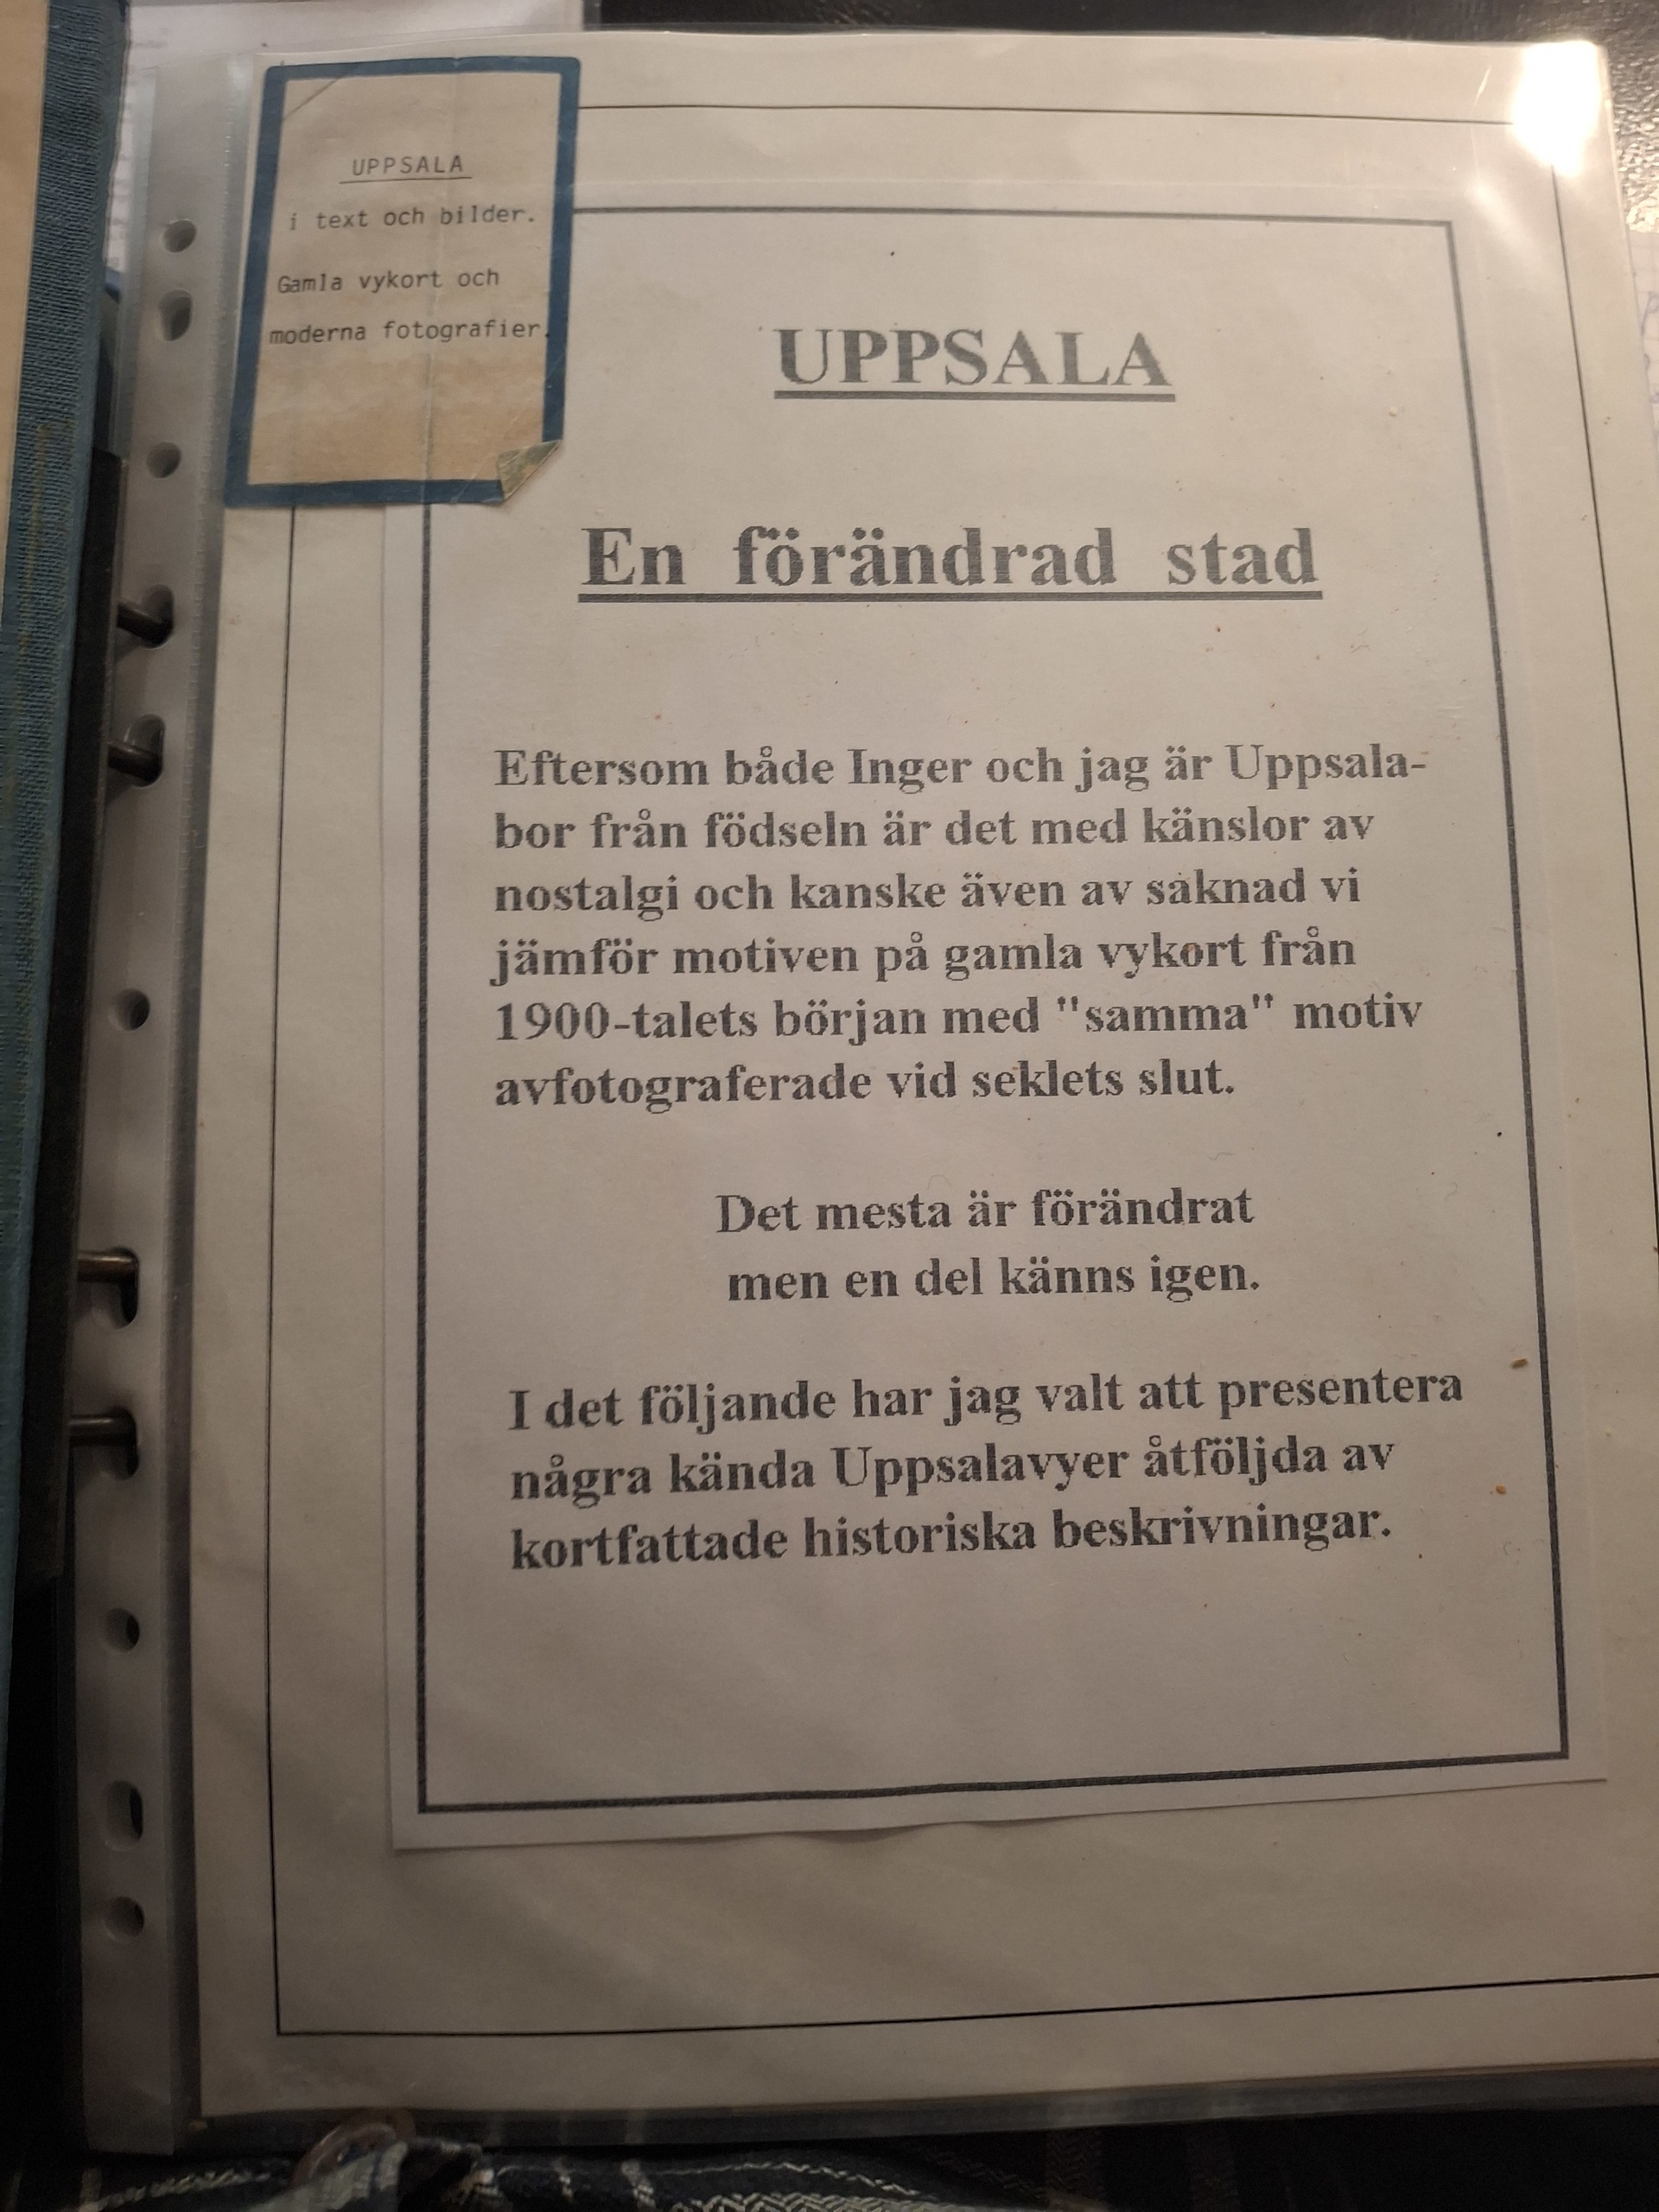 UPPSALA
i text och bilder.
Gamla vykort och
moderna fotografier.
UPPSALA
En förändrad stad
Eftersom både Inger och jag är Uppsala-
bor från födseln är det med känslor av
nostalgi och kanske även av saknad vi
jämför motiven på gamla vykort från
1900-talets början med "samma" motiv
avfotograferade vid seklets slut.
Det mesta är förändrat
men en del känns igen.
I det följande har jag valt att presentera
några kända Uppsalavyer åtföljda av
kortfattade historiska beskrivningar.